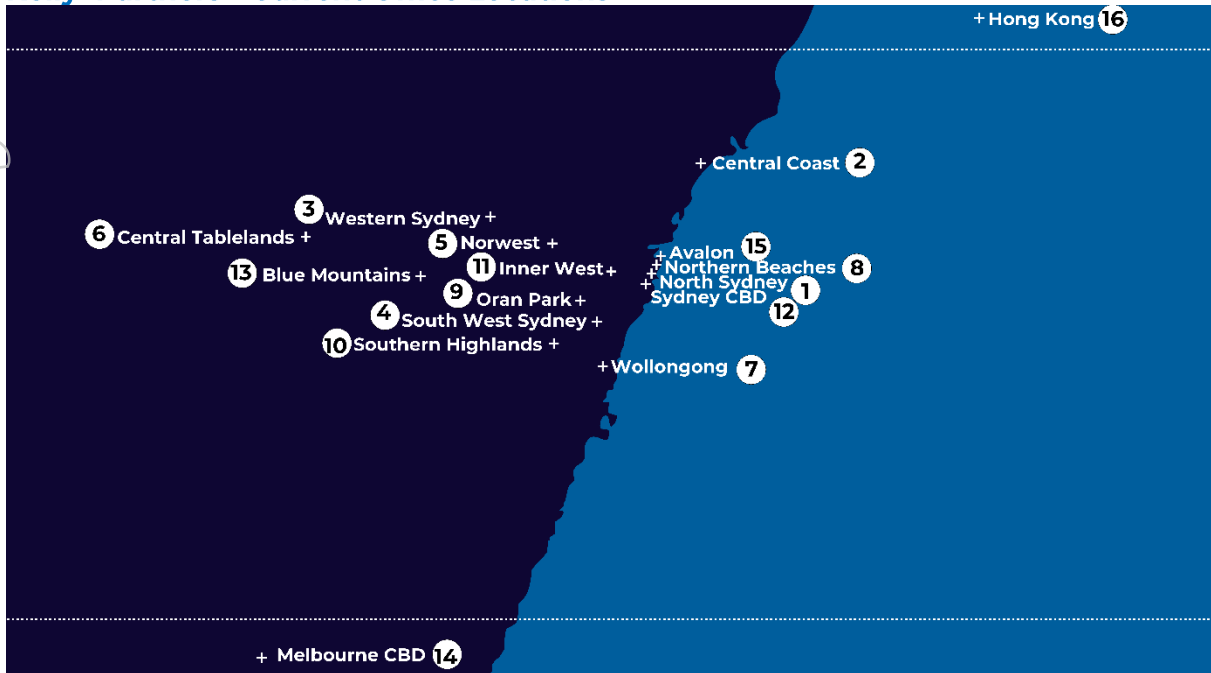 Hong Kong 16
Central Coast 2
3 Western Sydney
6 Central Tablelands
5 Norwest
Avalon 15
13 Blue Mountains
11 Inner West
Northern Beaches 8
North Sydney 1
9 Oran Park
Sydney CBD 12
4 South West Sydney
10 Southern Highlands
Wollongong 7
Melbourne CBD 14